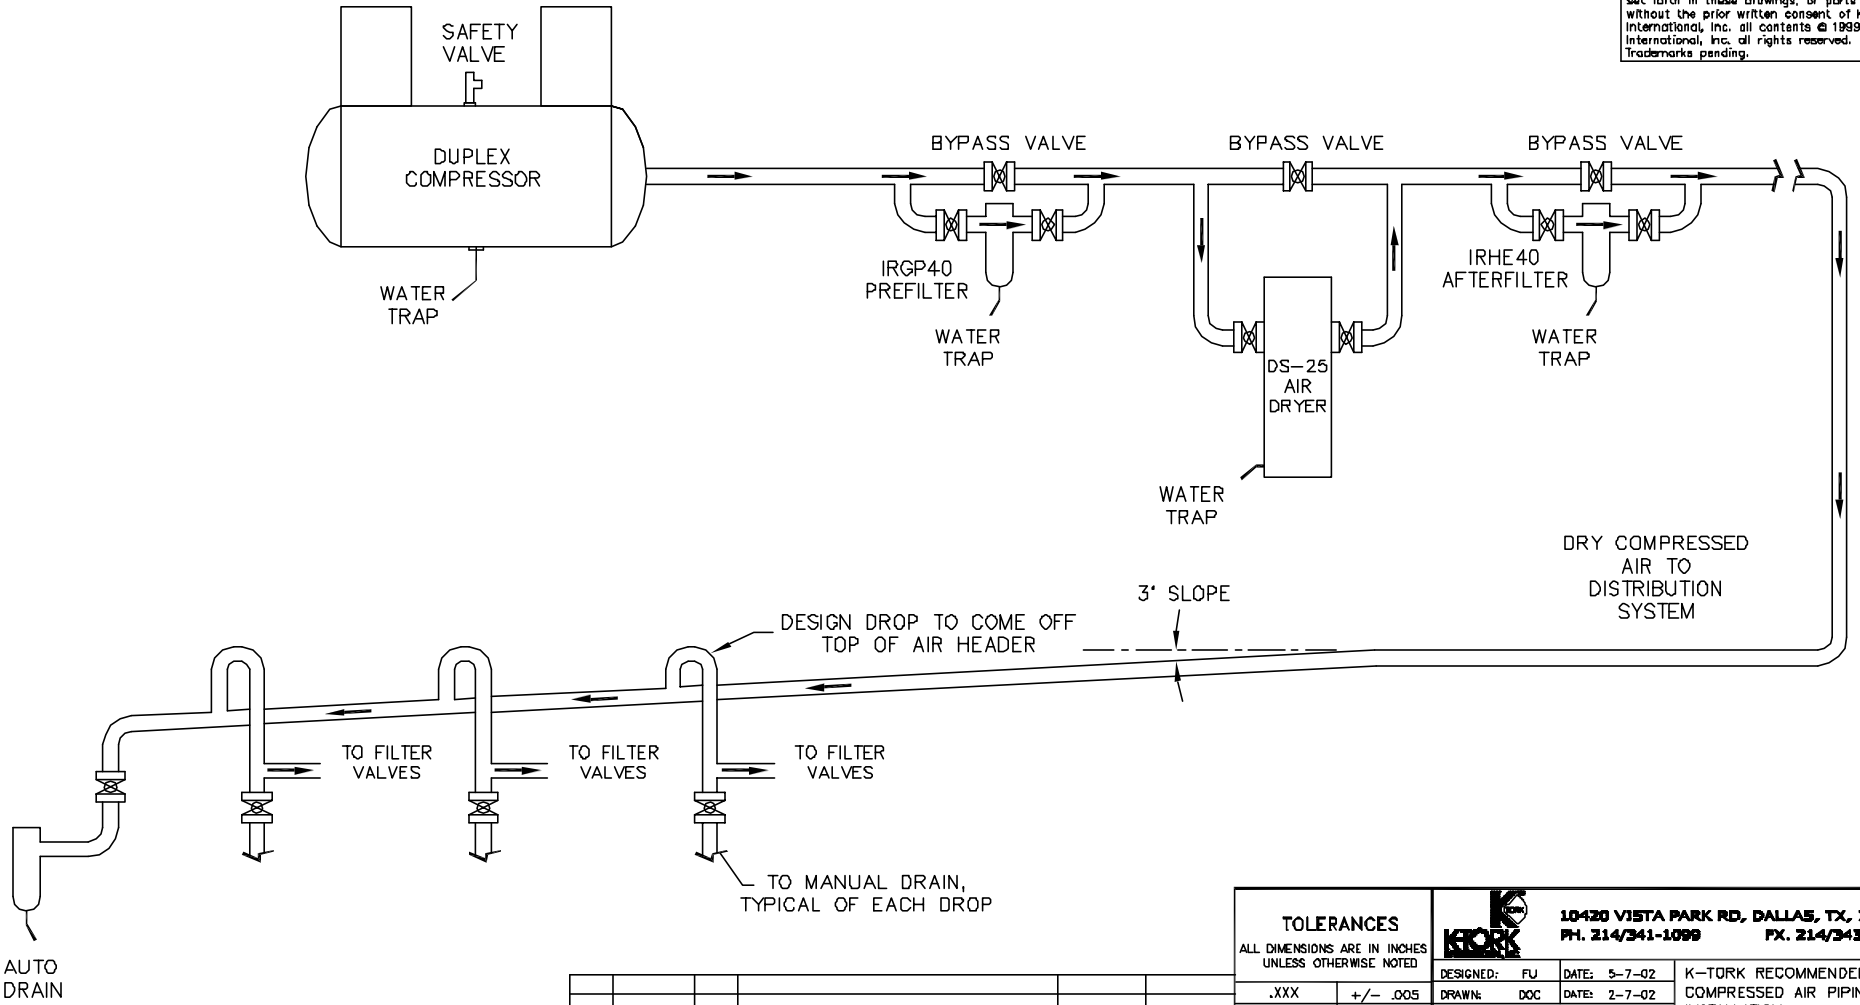 without the prior written consent of
International, Inc. all contents © 1999
International, Inc. all rights reserved.
Trademarks pending.
SAFETY
VALVE
DUPLEX
COMPRESSOR
WATER
TRAP
BYPASS VALVE
BYPASS VALVE
BYPASS VALVE
IRGP40
PREFILTER
WATER
TRAP
IRHE40
AFTERFILTER
WATER
TRAP
DS-25
AIR
DRYER
WATER
TRAP
DRY COMPRESSED
AIR TO
DISTRIBUTION
SYSTEM
3° SLOPE
DESIGN DROP TO COME OFF
TOP OF AIR HEADER
TO FILTER
VALVES
TO FILTER
VALVES
TO FILTER
VALVES
TO MANUAL DRAIN,
TYPICAL OF EACH DROP
AUTO
DRAIN
TOLERANCES
ALL DIMENSIONS ARE IN INCHES
UNLESS OTHERWISE NOTED
.XXX +/- .005
K-TORK
10420 VISTA PARK RD, DALLAS, TX,
PH. 214/341-1099 FX. 214/343
DESIGNED: FU DATE: 5-7-02
DRAWN: DOC DATE: 2-7-02
K-TORK RECOMMENDE
COMPRESSED AIR PIPIN